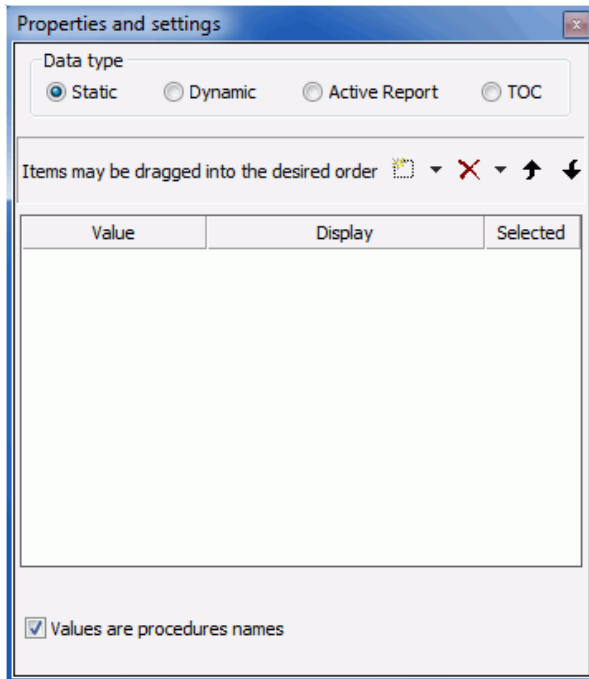 Properties and settings
Data type
Static Dynamic Active Report TOC
Items may be dragged into the desired order
Value Display Selected
Values are procedures names